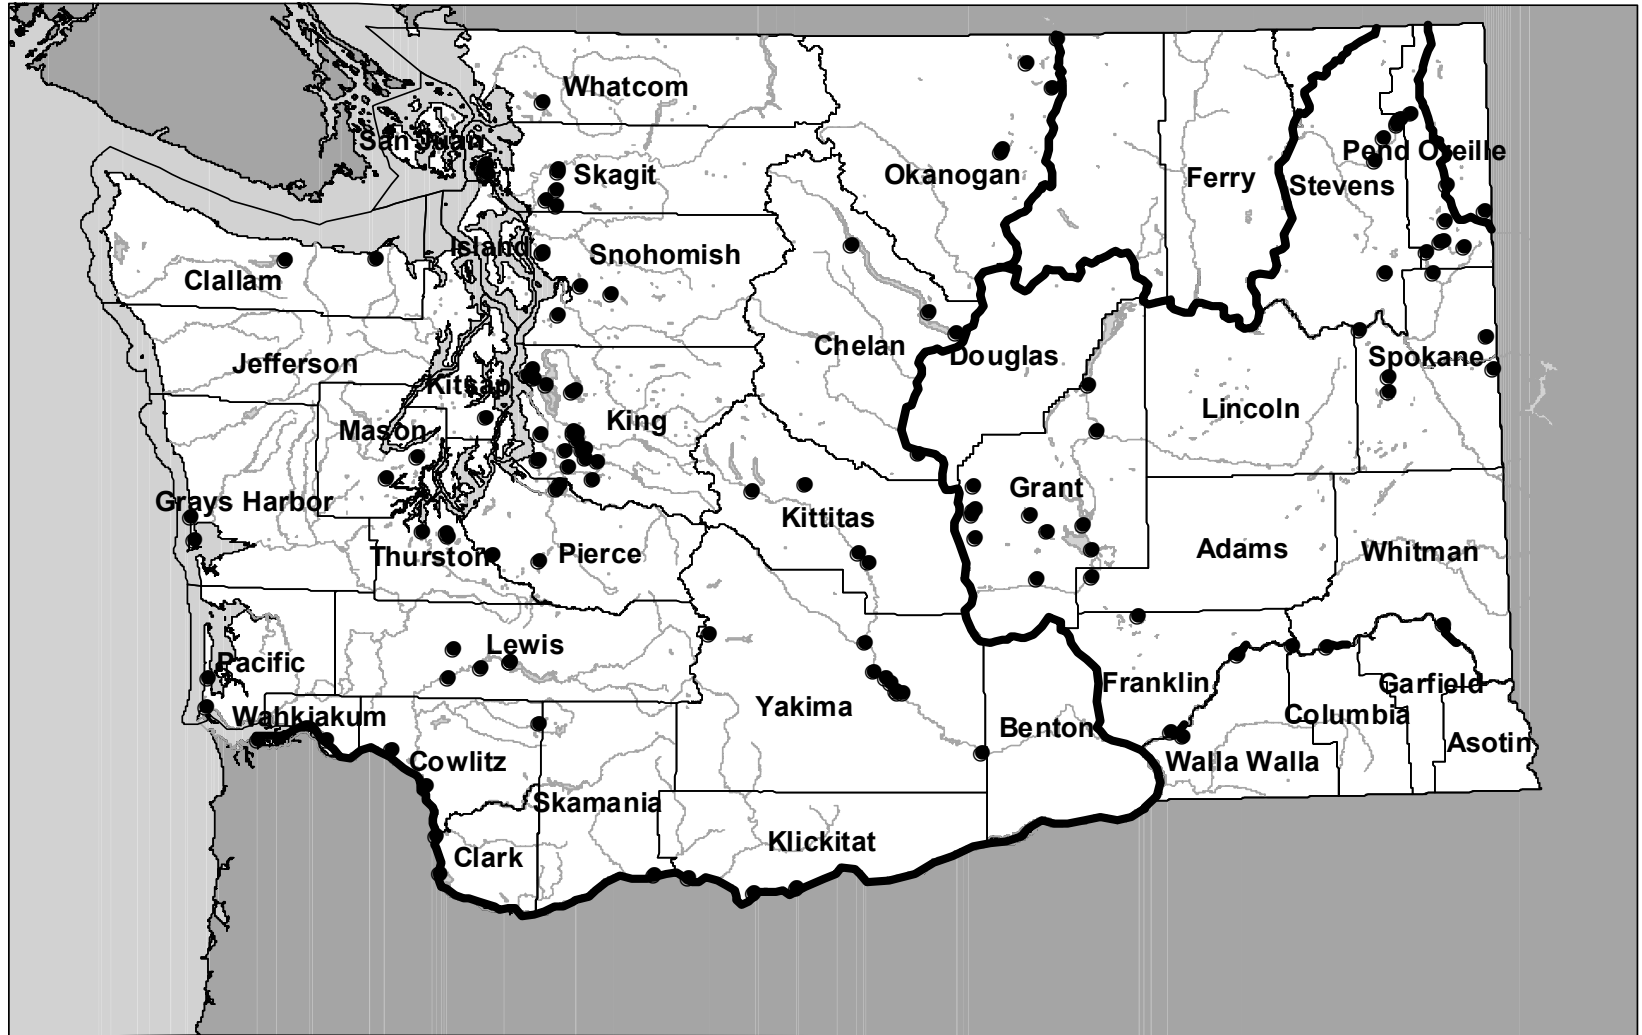 Whatcom
San Juan
Pend Oreille
Skagit
Okanogan
Ferry
Stevens
Island
Snohomish
Clallam
Chelan
Douglas
Spokane
Jefferson
Kitsap
Lincoln
King
Mason
Grant
Grays Harbor
Kittitas
Adams
Whitman
Thurston
Pierce
Lewis
Pacific
Franklin
Garfield
Yakima
Wahkiakum
Columbia
Benton
Asotin
Cowlitz
Walla Walla
Skamania
Klickitat
Clark